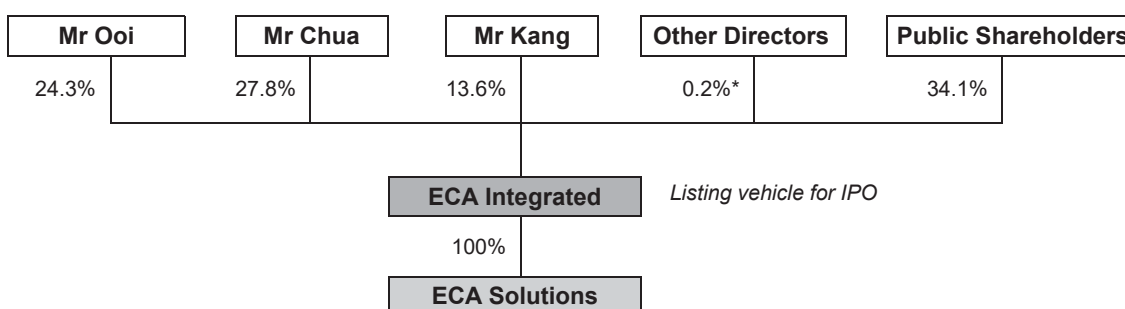 Mr Ooi Mr Chua Mr Kang Other Directors Public Shareholders
24.3% 27.8% 13.6% 0.2%* 34.1%
ECA Integrated Listing vehicle for IPO
100%
ECA Solutions